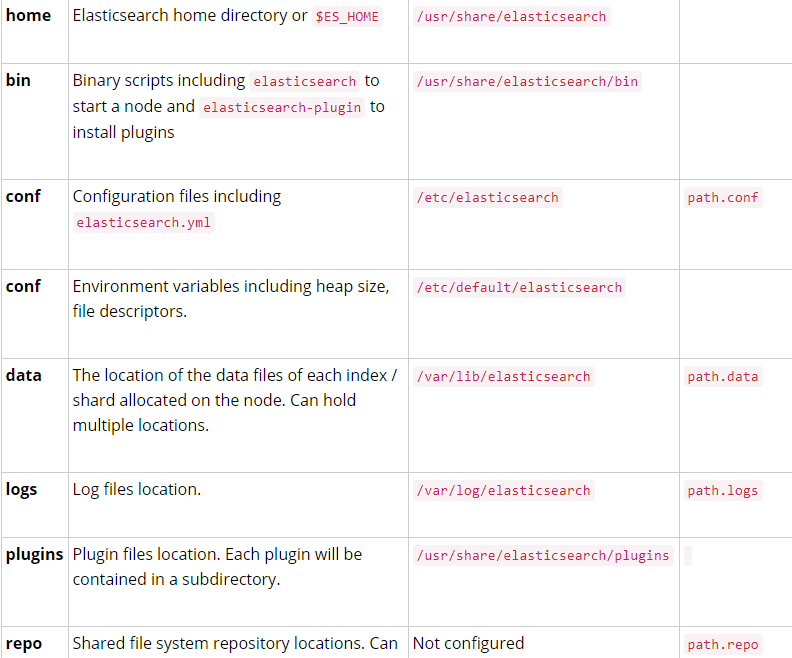 home Elasticsearch home directory or $ES_HOME /usr/share/elasticsearch
bin Binary scripts including elasticsearch to /usr/share/elasticsearch/bin
start a node and elasticsearch-plugin to
install plugins
conf Configuration files including /etc/elasticsearch path.conf
elasticsearch.yml
conf Environment variables including heap size, /etc/default/elasticsearch
file descriptors.
data The location of the data files of each index / /var/lib/elasticsearch path.data
shard allocated on the node. Can hold
multiple locations.
logs Log files location. /var/log/elasticsearch path.logs
plugins Plugin files location. Each plugin will be /usr/share/elasticsearch/plugins
contained in a subdirectory.
repo Shared file system repository locations. Can Not configured path.repo